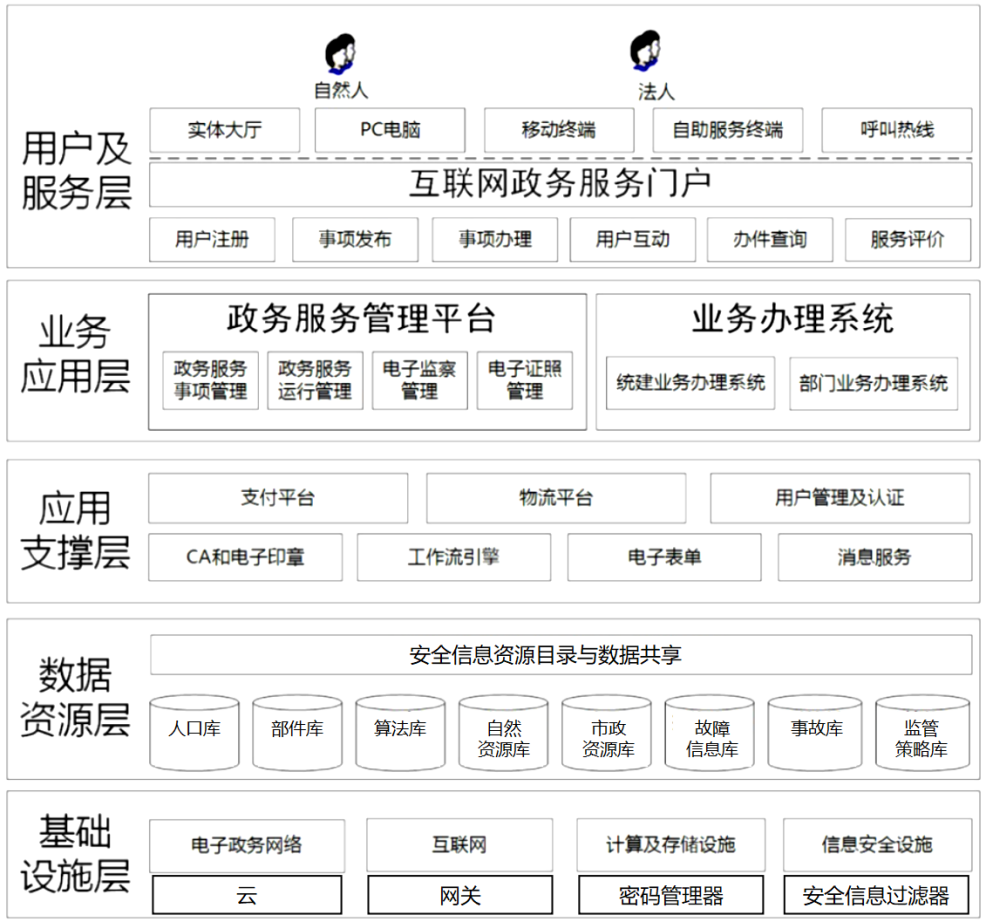 自然人
法人
用户及
服务层
实体大厅
PC电脑
移动终端
自助服务终端
呼叫热线
互联网政务服务门户
用户注册
事项发布
事项办理
用户互动
办件查询
服务评价
业务
应用层
政务服务管理平台
政务服务
事项管理
政务服务
运行管理
电子监察
管理
电子证照
管理
业务办理系统
统建业务办理系统
部门业务办理系统
应用
支撑层
支付平台
物流平台
用户管理及认证
CA和电子印章
工作流引擎
电子表单
消息服务
数据
资源层
安全信息资源目录与数据共享
人口库
部件库
算法库
自然
资源库
市政
资源库
故障
信息库
事故库
监管
策略库
基础
设施层
电子政务网络
互联网
计算及存储设施
信息安全设施
云
网关
密码管理器
安全信息过滤器